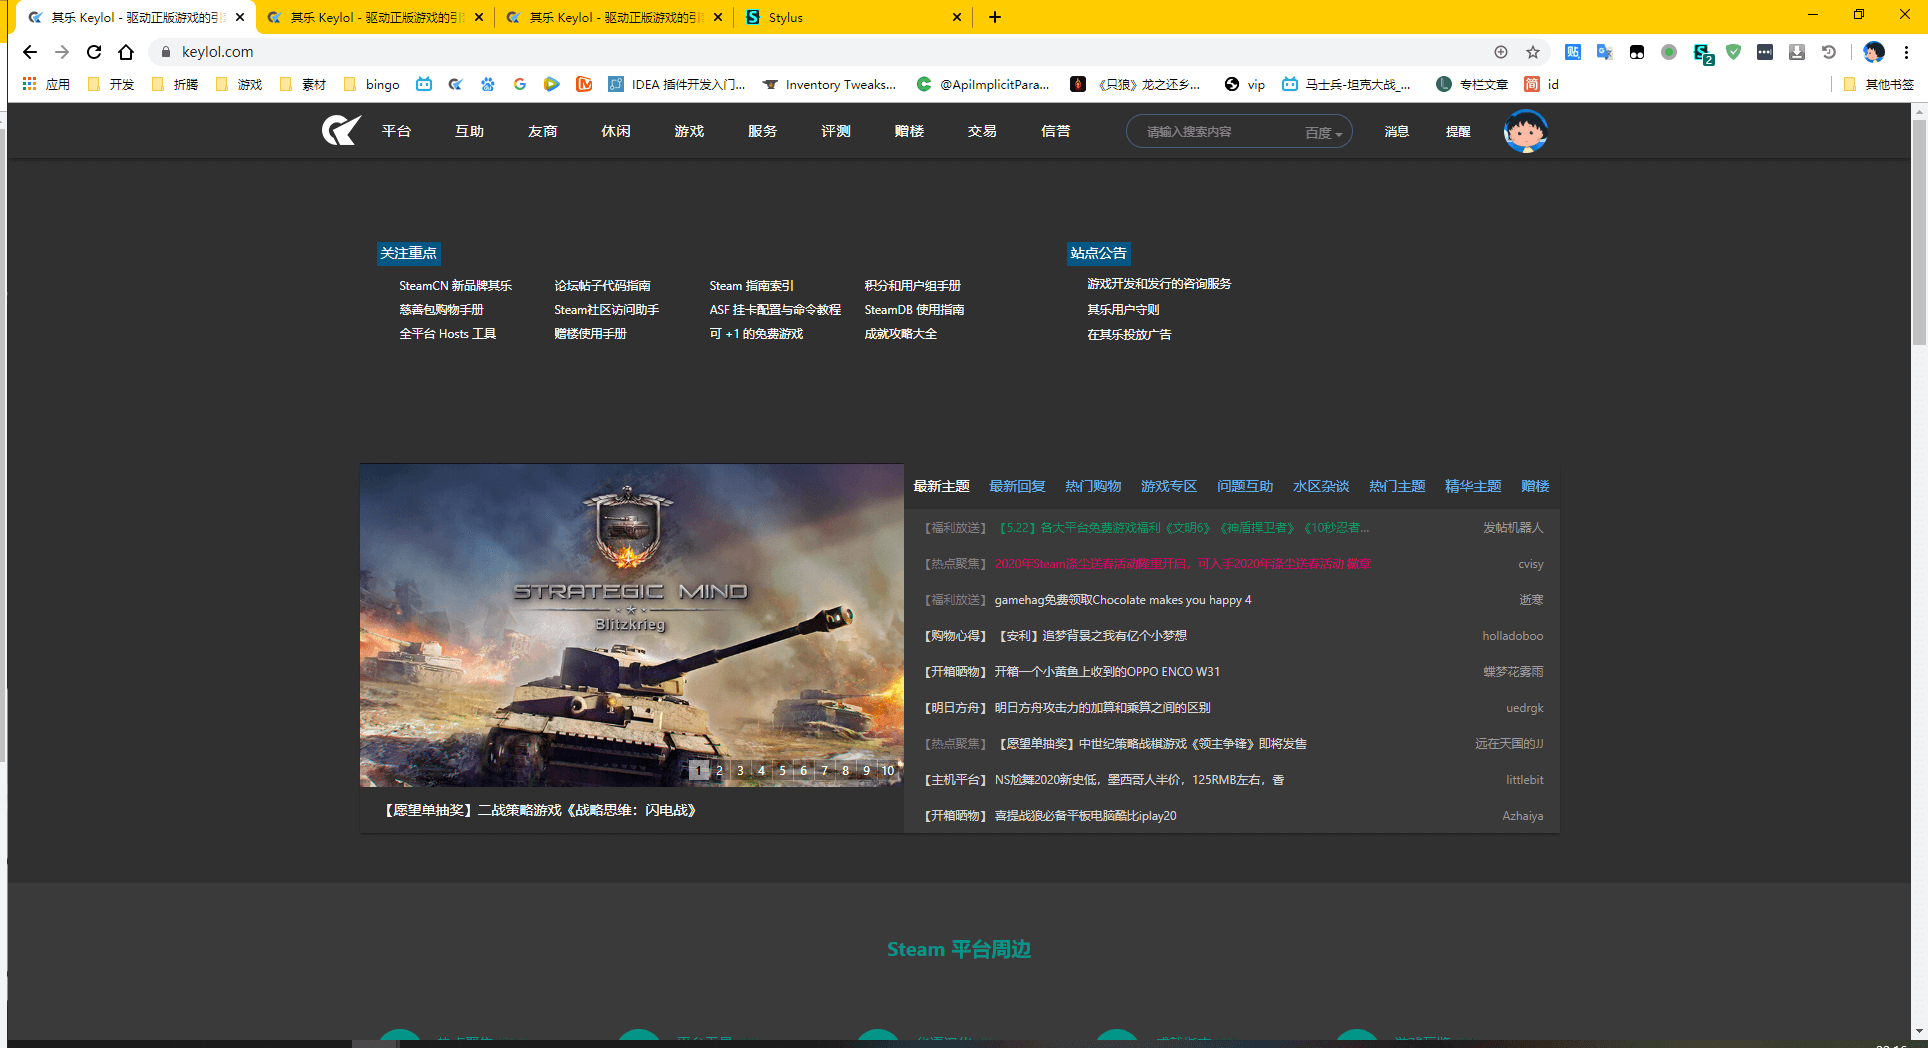 其乐 Keylol - 驱动正版游戏的引
其乐 Keylol - 驱动正版游戏的引
其乐 Keylol - 驱动正版游戏的引
Stylus
keylol.com
应用 开发 折腾 游戏 素材 bingo IDEA 插件开发入门... Inventory Tweaks... @ApiImplicitPara... 《只狼》龙之还乡... vip 马士兵-坦克大战_... 专栏文章 id 其他书签
平台 互助 友商 休闲 游戏 服务 评测 赠楼 交易 信誉 请输入搜索内容 百度 消息 提醒
关注重点
SteamCN 新品牌其乐 论坛帖子代码指南 Steam 指南索引 积分和用户组手册
慈善包购物手册 Steam社区访问助手 ASF 挂卡配置与命令教程 SteamDB 使用指南
全平台 Hosts 工具 赠楼使用手册 可 +1 的免费游戏 成就攻略大全
站点公告
游戏开发和发行的咨询服务
其乐用户守则
在其乐投放广告
STRATEGIC MIND
Blitzkrieg
1 2 3 4 5 6 7 8 9 10
【愿望单抽奖】二战策略游戏《战略思维：闪电战》
最新主题 最新回复 热门购物 游戏专区 问题互助 水区杂谈 热门主题 精华主题 赠楼
【福利放送】 【5.22】各大平台免费游戏福利《文明6》《神盾捍卫者》《10秒忍者... 发帖机器人
【热点聚焦】 2020年Steam涤尘送春活动隆重开启，可入手2020年涤尘送春活动 徽章 cvisy
【福利放送】 gamehag免费领取Chocolate makes you happy 4 逝寒
【购物心得】 【安利】追梦背景之我有亿个小梦想 holladoboo
【开箱晒物】 开箱一个小黄鱼上收到的OPPO ENCO W31 蝶梦花雾雨
【明日方舟】 明日方舟攻击力的加算和乘算之间的区别 uedrgk
【热点聚焦】 【愿望单抽奖】中世纪策略战棋游戏《领主争锋》即将发售 远在天国的JJ
【主机平台】 NS尬舞2020新史低，墨西哥人半价，125RMB左右，香 littlebit
【开箱晒物】 喜提战狼必备平板电脑酷比iplay20 Azhaiya
Steam 平台周边